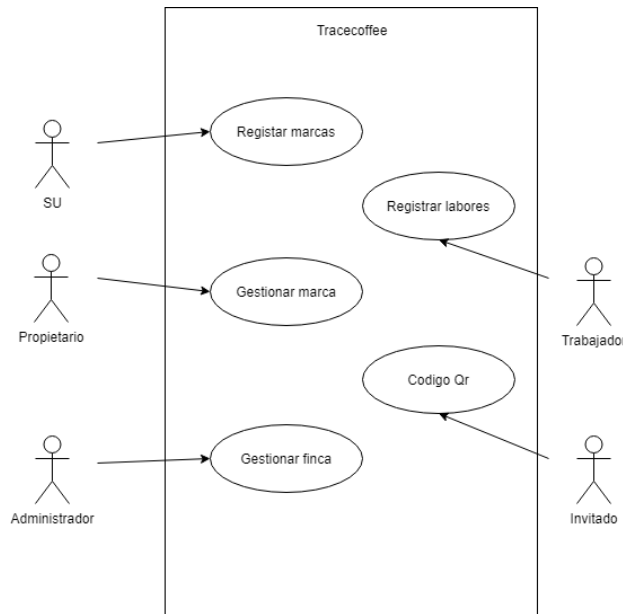 Tracecoffee
Registar marcas
SU
Registrar labores
Gestionar marca
Propietario
Trabajador
Codigo Qr
Gestionar finca
Administrador
Invitado